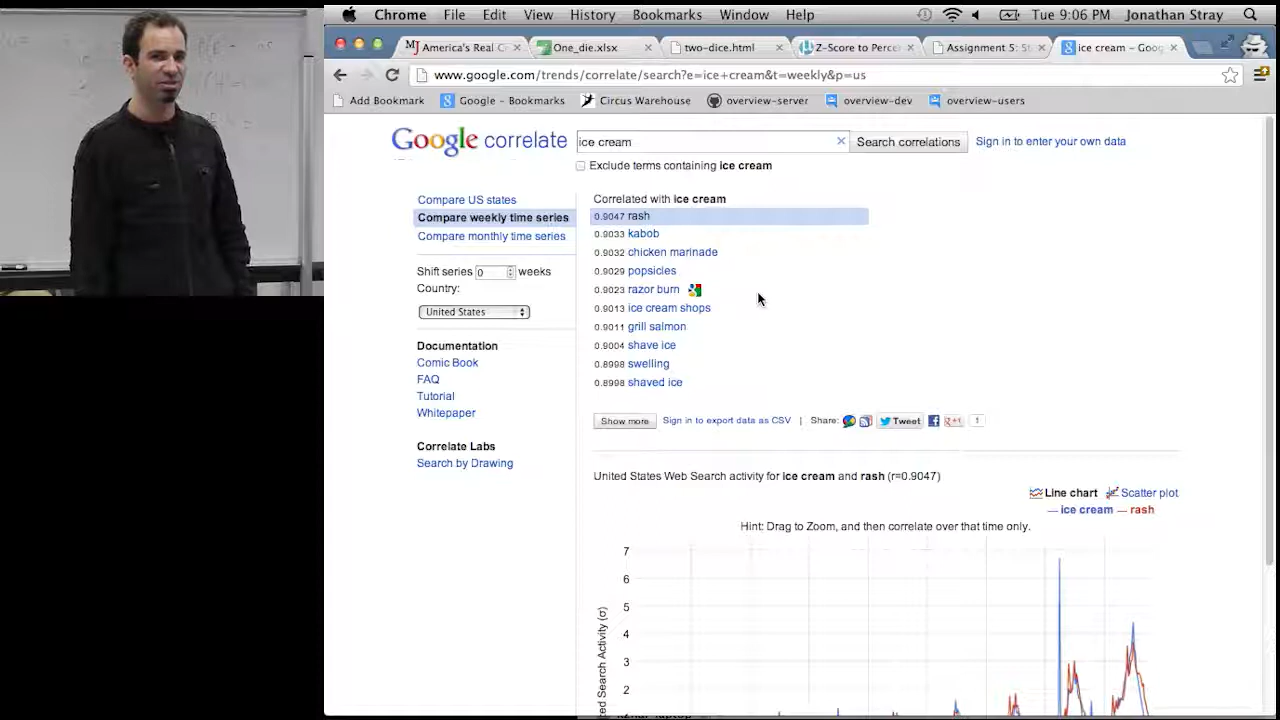 Chrome File Edit View History Bookmarks Window Help Tue 9:06 PM Jonathan Stray
America's Real C
One_die.xlsx
two-dice.html
Z-Score to Perce
Assignment 5: St
ice cream - Goog
www.google.com/trends/correlate/search?e=ice+cream&t=weekly&p=us
Add Bookmark Google - Bookmarks Circus Warehouse overview-server overview-dev overview-users
Google correlate
ice cream
Search correlations
Sign in to enter your own data
Exclude terms containing ice cream
Compare US states
Compare weekly time series
Compare monthly time series
Shift series 0 weeks
Country:
United States
Documentation
Comic Book
FAQ
Tutorial
Whitepaper
Correlate Labs
Search by Drawing
Correlated with ice cream
0.9047 rash
0.9033 kabob
0.9032 chicken marinade
0.9029 popsicles
0.9023 razor burn
0.9013 ice cream shops
0.9011 grill salmon
0.9004 shave ice
0.8998 swelling
0.8998 shaved ice
Show more Sign in to export data as CSV | Share: Tweet 1
United States Web Search activity for ice cream and rash (r=0.9047)
Line chart Scatter plot
ice cream rash
Hint: Drag to Zoom, and then correlate over that time only.
7
6
5
4
3
2
ed Search Activity (σ)